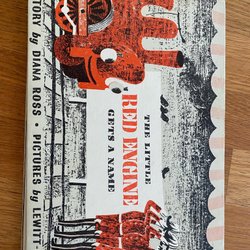 THE LITTLE
RED ENGINE
GETS A NAME
STORY by DIANA ROSS • PICTURES by LEWITT-